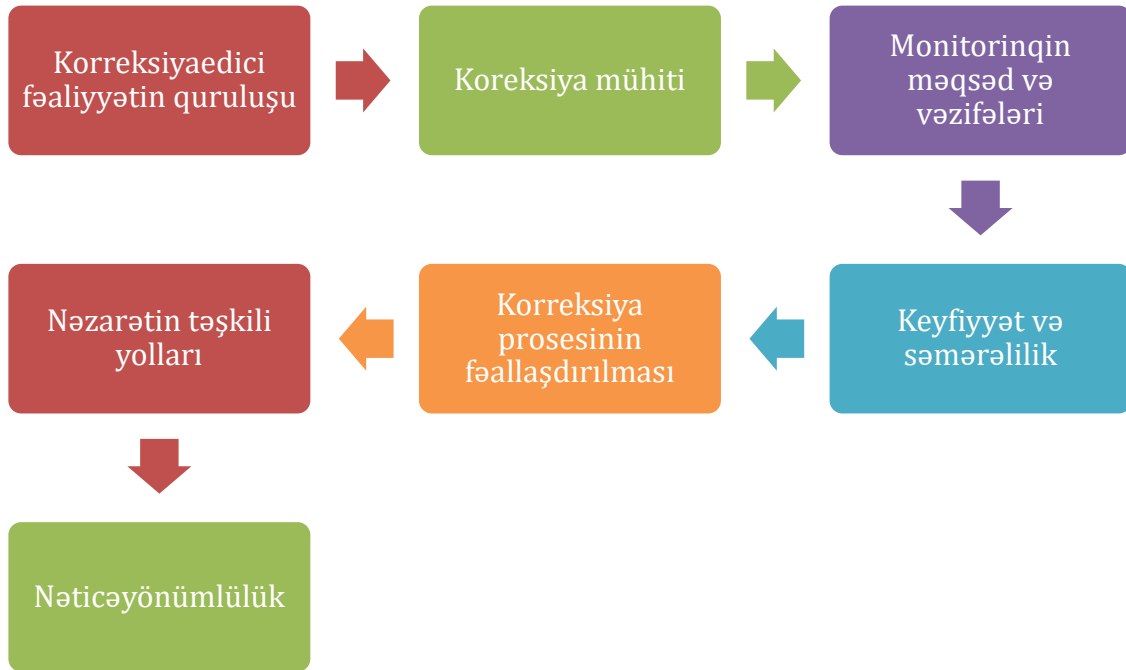 Korreksiyaedici
fəaliyyətin quruluşu
Koreksiya mühiti
Monitorinqin
məqsəd və
vəzifələri
Keyfiyyət və
səmərəlilik
Korreksiya
prosesinin
fəallaşdırılması
Nəzarətin təşkili
yolları
Nəticəyönümlülük